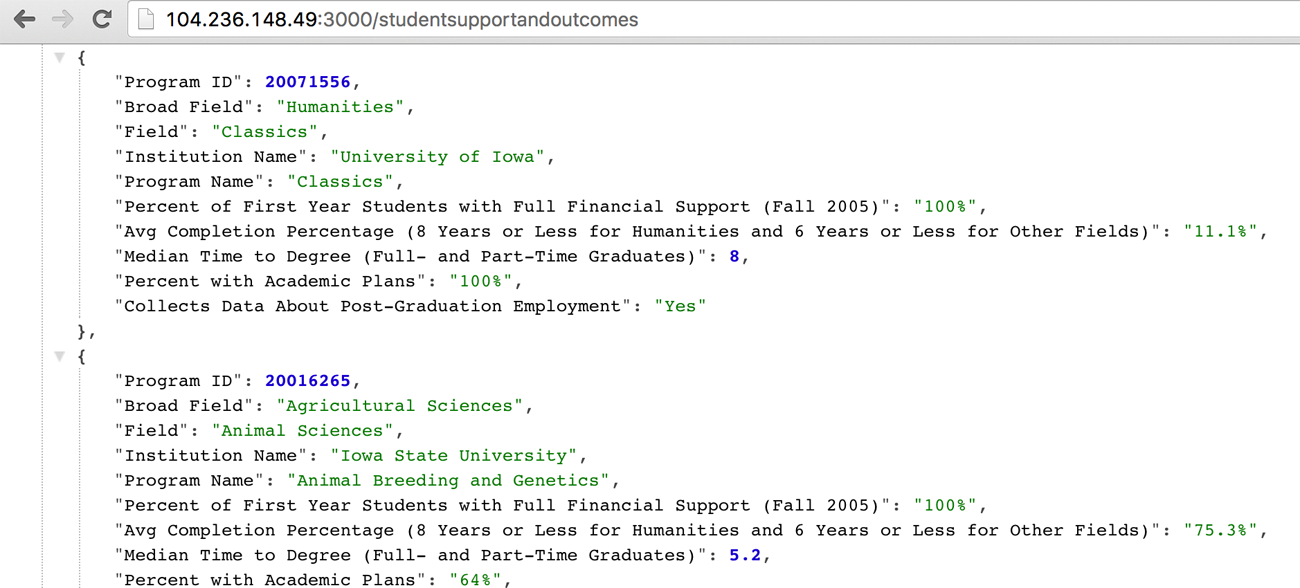 104.236.148.49:3000/studentsupportandoutcomes
{
"Program ID": 20071556,
"Broad Field": "Humanities",
"Field": "Classics",
"Institution Name": "University of Iowa",
"Program Name": "Classics",
"Percent of First Year Students with Full Financial Support (Fall 2005)": "100%",
"Avg Completion Percentage (8 Years or Less for Humanities and 6 Years or Less for Other Fields)": "11.1%",
"Median Time to Degree (Full- and Part-Time Graduates)": 8,
"Percent with Academic Plans": "100%",
"Collects Data About Post-Graduation Employment": "Yes"
},
{
"Program ID": 20016265,
"Broad Field": "Agricultural Sciences",
"Field": "Animal Sciences",
"Institution Name": "Iowa State University",
"Program Name": "Animal Breeding and Genetics",
"Percent of First Year Students with Full Financial Support (Fall 2005)": "100%",
"Avg Completion Percentage (8 Years or Less for Humanities and 6 Years or Less for Other Fields)": "75.3%",
"Median Time to Degree (Full- and Part-Time Graduates)": 5.2,
"Percent with Academic Plans": "64%",